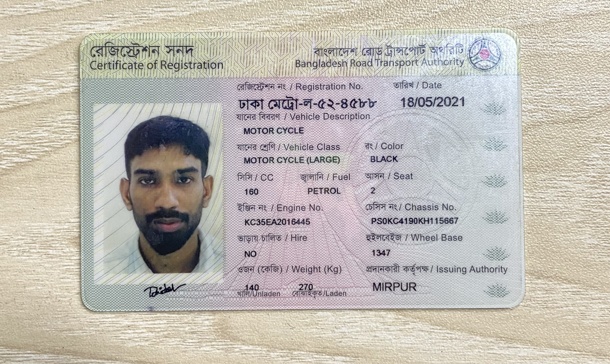 রেজিস্ট্রেশন সনদ
Certificate of Registration
বাংলাদেশ রোড ট্রান্সপোর্ট অথরিটি
Bangladesh Road Transport Authority
রেজিস্ট্রেশন নং / Registration No. তারিখ / Date
ঢাকা মেট্রো-ল-৫২-৪৫৮৮ 18/05/2021
যানের বিবরণ / Vehicle Description
MOTOR CYCLE
যানের শ্রেণি / Vehicle Class রং / Color
MOTOR CYCLE (LARGE) BLACK
সিসি / CC জ্বালানি / Fuel আসন / Seat
160 PETROL 2
ইঞ্জিন নং / Engine No. চেসিস নং / Chassis No.
KC35EA2016445 PS0KC4190KH115667
ভাড়ায় চালিত / Hire হুইলবেইজ / Wheel Base
NO 1347
ওজন (কেজি) / Weight (Kg) প্রদানকারী কর্তৃপক্ষ / Issuing Authority
140 270 MIRPUR
খালি/Unladen বোঝাইকৃত/Laden